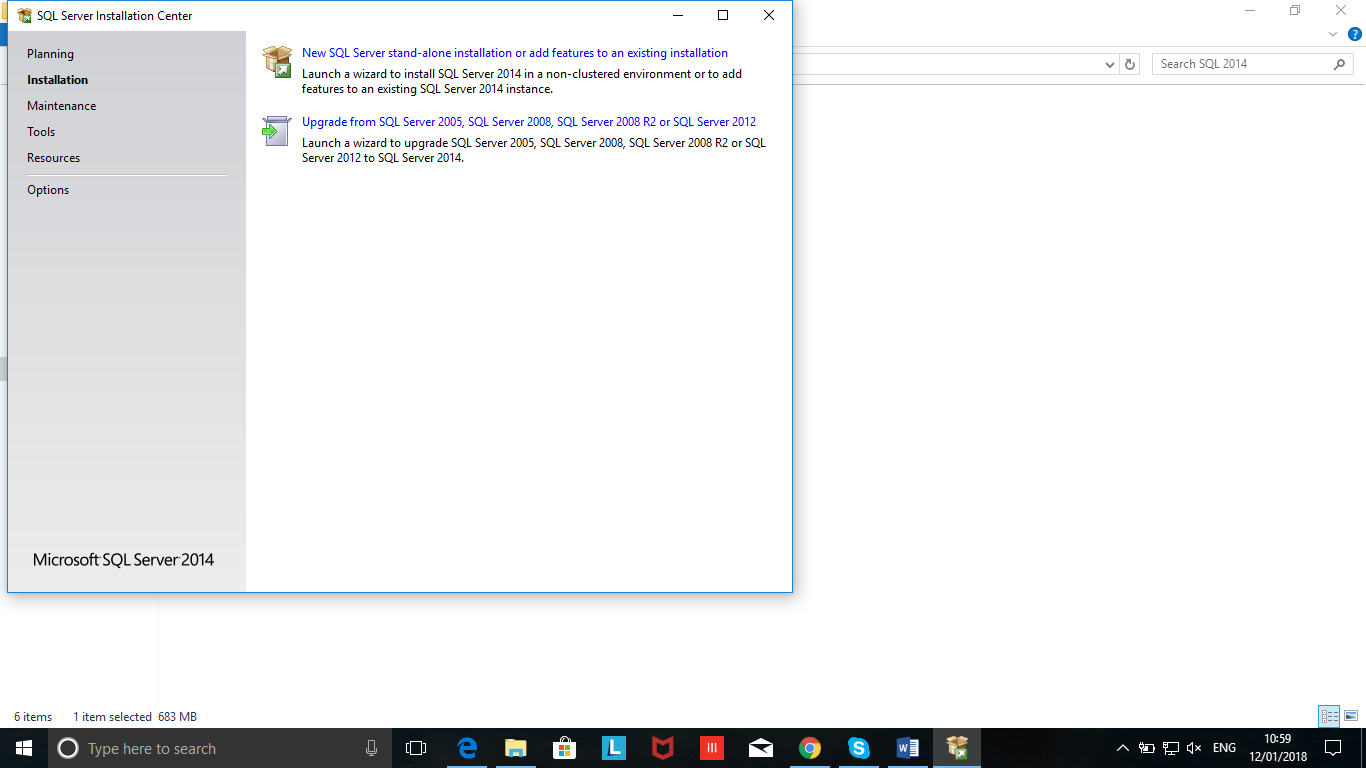 SQL Server Installation Center
Planning
Installation
Maintenance
Tools
Resources
Options
Microsoft SQL Server 2014
New SQL Server stand-alone installation or add features to an existing installation
Launch a wizard to install SQL Server 2014 in a non-clustered environment or to add
features to an existing SQL Server 2014 instance.
Upgrade from SQL Server 2005, SQL Server 2008, SQL Server 2008 R2 or SQL Server 2012
Launch a wizard to upgrade SQL Server 2005, SQL Server 2008, SQL Server 2008 R2 or SQL
Server 2012 to SQL Server 2014.
Search SQL 2014
6 items 1 item selected 683 MB
Type here to search
L
ENG
10:59
12/01/2018